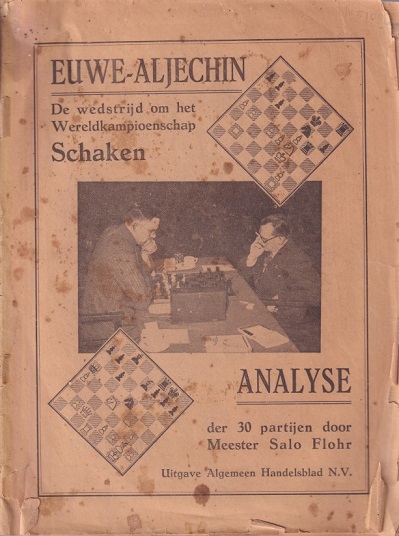 EUWE-ALJECHIN
De wedstrijd om het
Wereldkampioenschap
Schaken
ANALYSE
der 30 partijen door
Meester Salo Flohr
Uitgave Algemeen Handelsblad N.V.